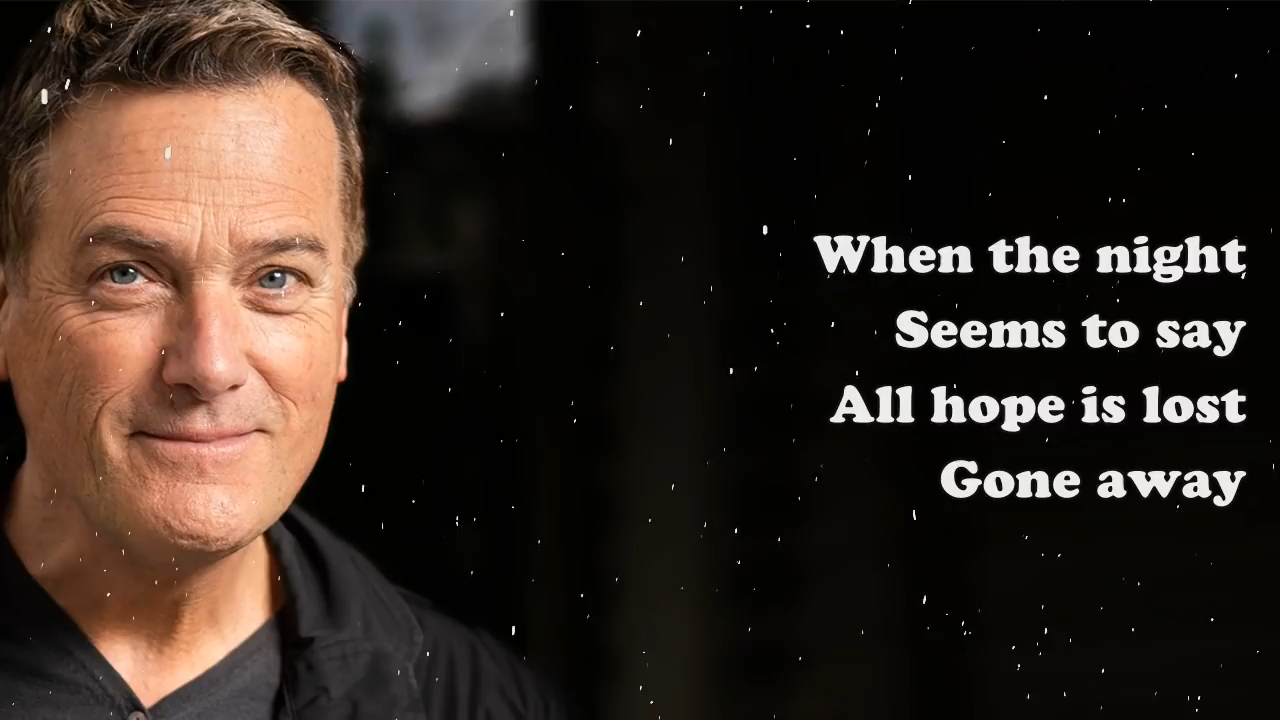 When the night
Seems to say
All hope is lost
Gone away